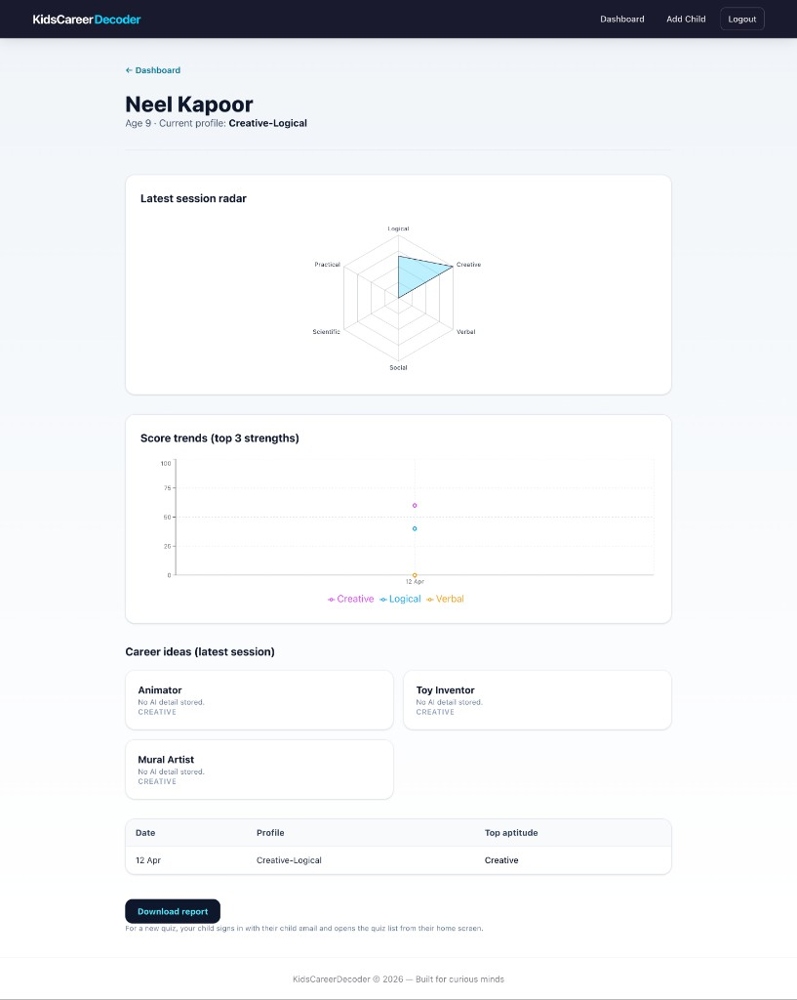 KidsCareerDecoder
Dashboard Add Child Logout
← Dashboard
Neel Kapoor
Age 9 · Current profile: Creative-Logical
Latest session radar
Logical
Practical Creative
Scientific Verbal
Social
Score trends (top 3 strengths)
100
75
50
25
0
12 Apr
Creative Logical Verbal
Career ideas (latest session)
Animator
No AI detail stored.
CREATIVE
Toy Inventor
No AI detail stored.
CREATIVE
Mural Artist
No AI detail stored.
CREATIVE
Date Profile Top aptitude
12 Apr Creative-Logical Creative
Download report
For a new quiz, your child signs in with their child email and opens the quiz list from their home screen.
KidsCareerDecoder © 2026 — Built for curious minds